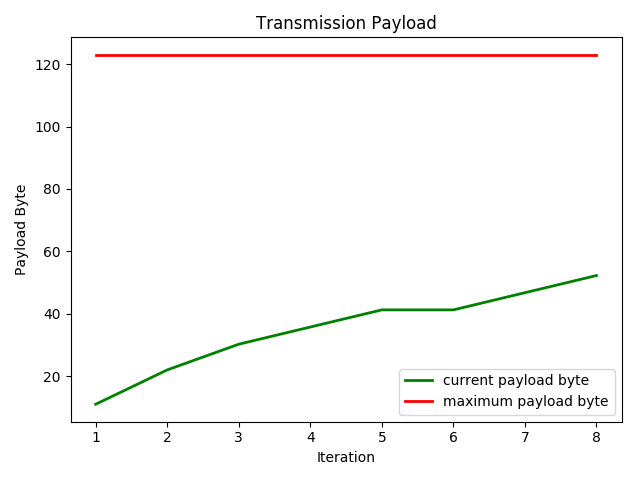 Transmission Payload
120
100
80
60
40
20
Payload Byte
current payload byte
maximum payload byte
1 2 3 4 5 6 7 8
Iteration